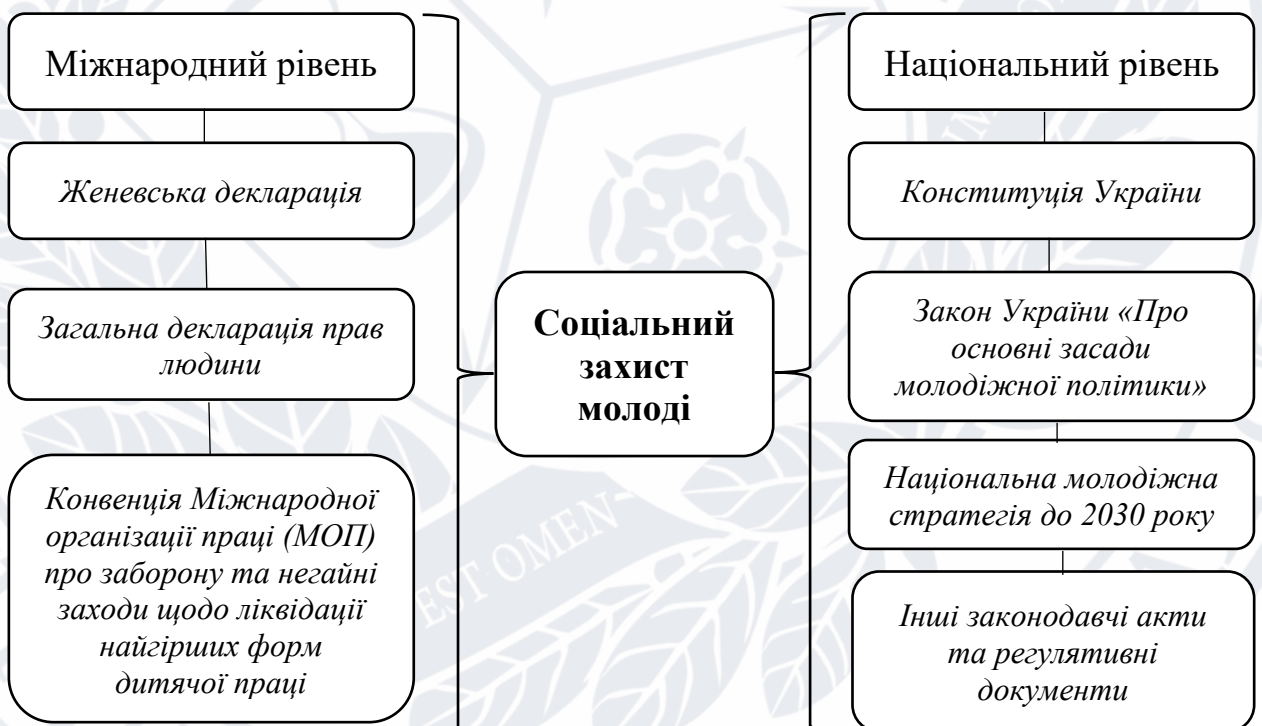 Міжнародний рівень
Женевська декларація
Загальна декларація прав
людини
Конвенція Міжнародної
організації праці (МОП)
про заборону та негайні
заходи щодо ліквідації
найгірших форм
дитячої праці
Соціальний
захист
молоді
Національний рівень
Конституція України
Закон України «Про
основні засади
молодіжної політики»
Національна молодіжна
стратегія до 2030 року
Інші законодавчі акти
та регулятивні
документи
EST OMEN